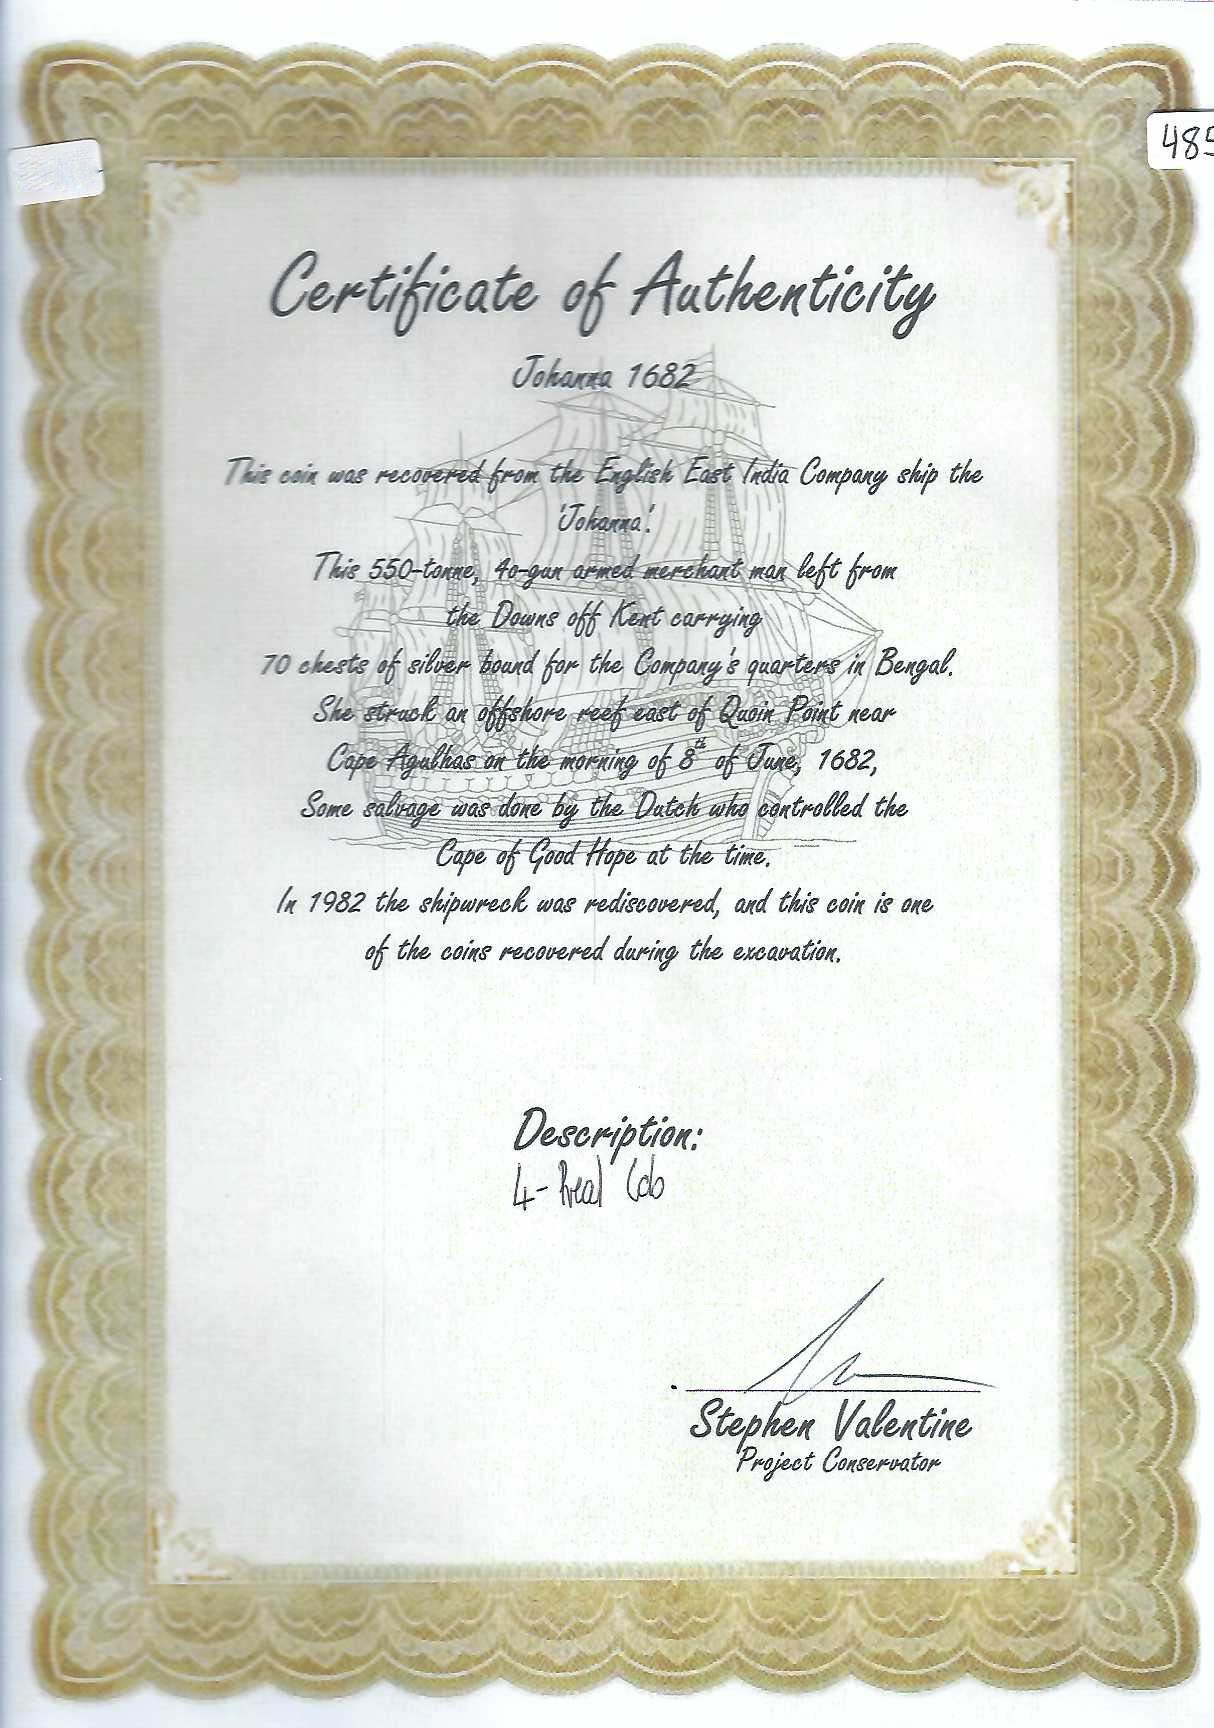 485
Certificate of Authenticity
Johanna 1682
This coin was recovered from the English East India Company ship the
'Johanna'.
This 550-tonne, 40-gun armed merchant man left from
the Downs off Kent carrying
70 chests of silver bound for the Company's quarters in Bengal.
She struck an offshore reef east of Quoin Point near
Cape Agulhas on the morning of 8th of June, 1682,
Some salvage was done by the Dutch who controlled the
Cape of Good Hope at the time.
In 1982 the shipwreck was rediscovered, and this coin is one
of the coins recovered during the excavation.
Description:
4- Real Cob
Stephen Valentine
Project Conservator